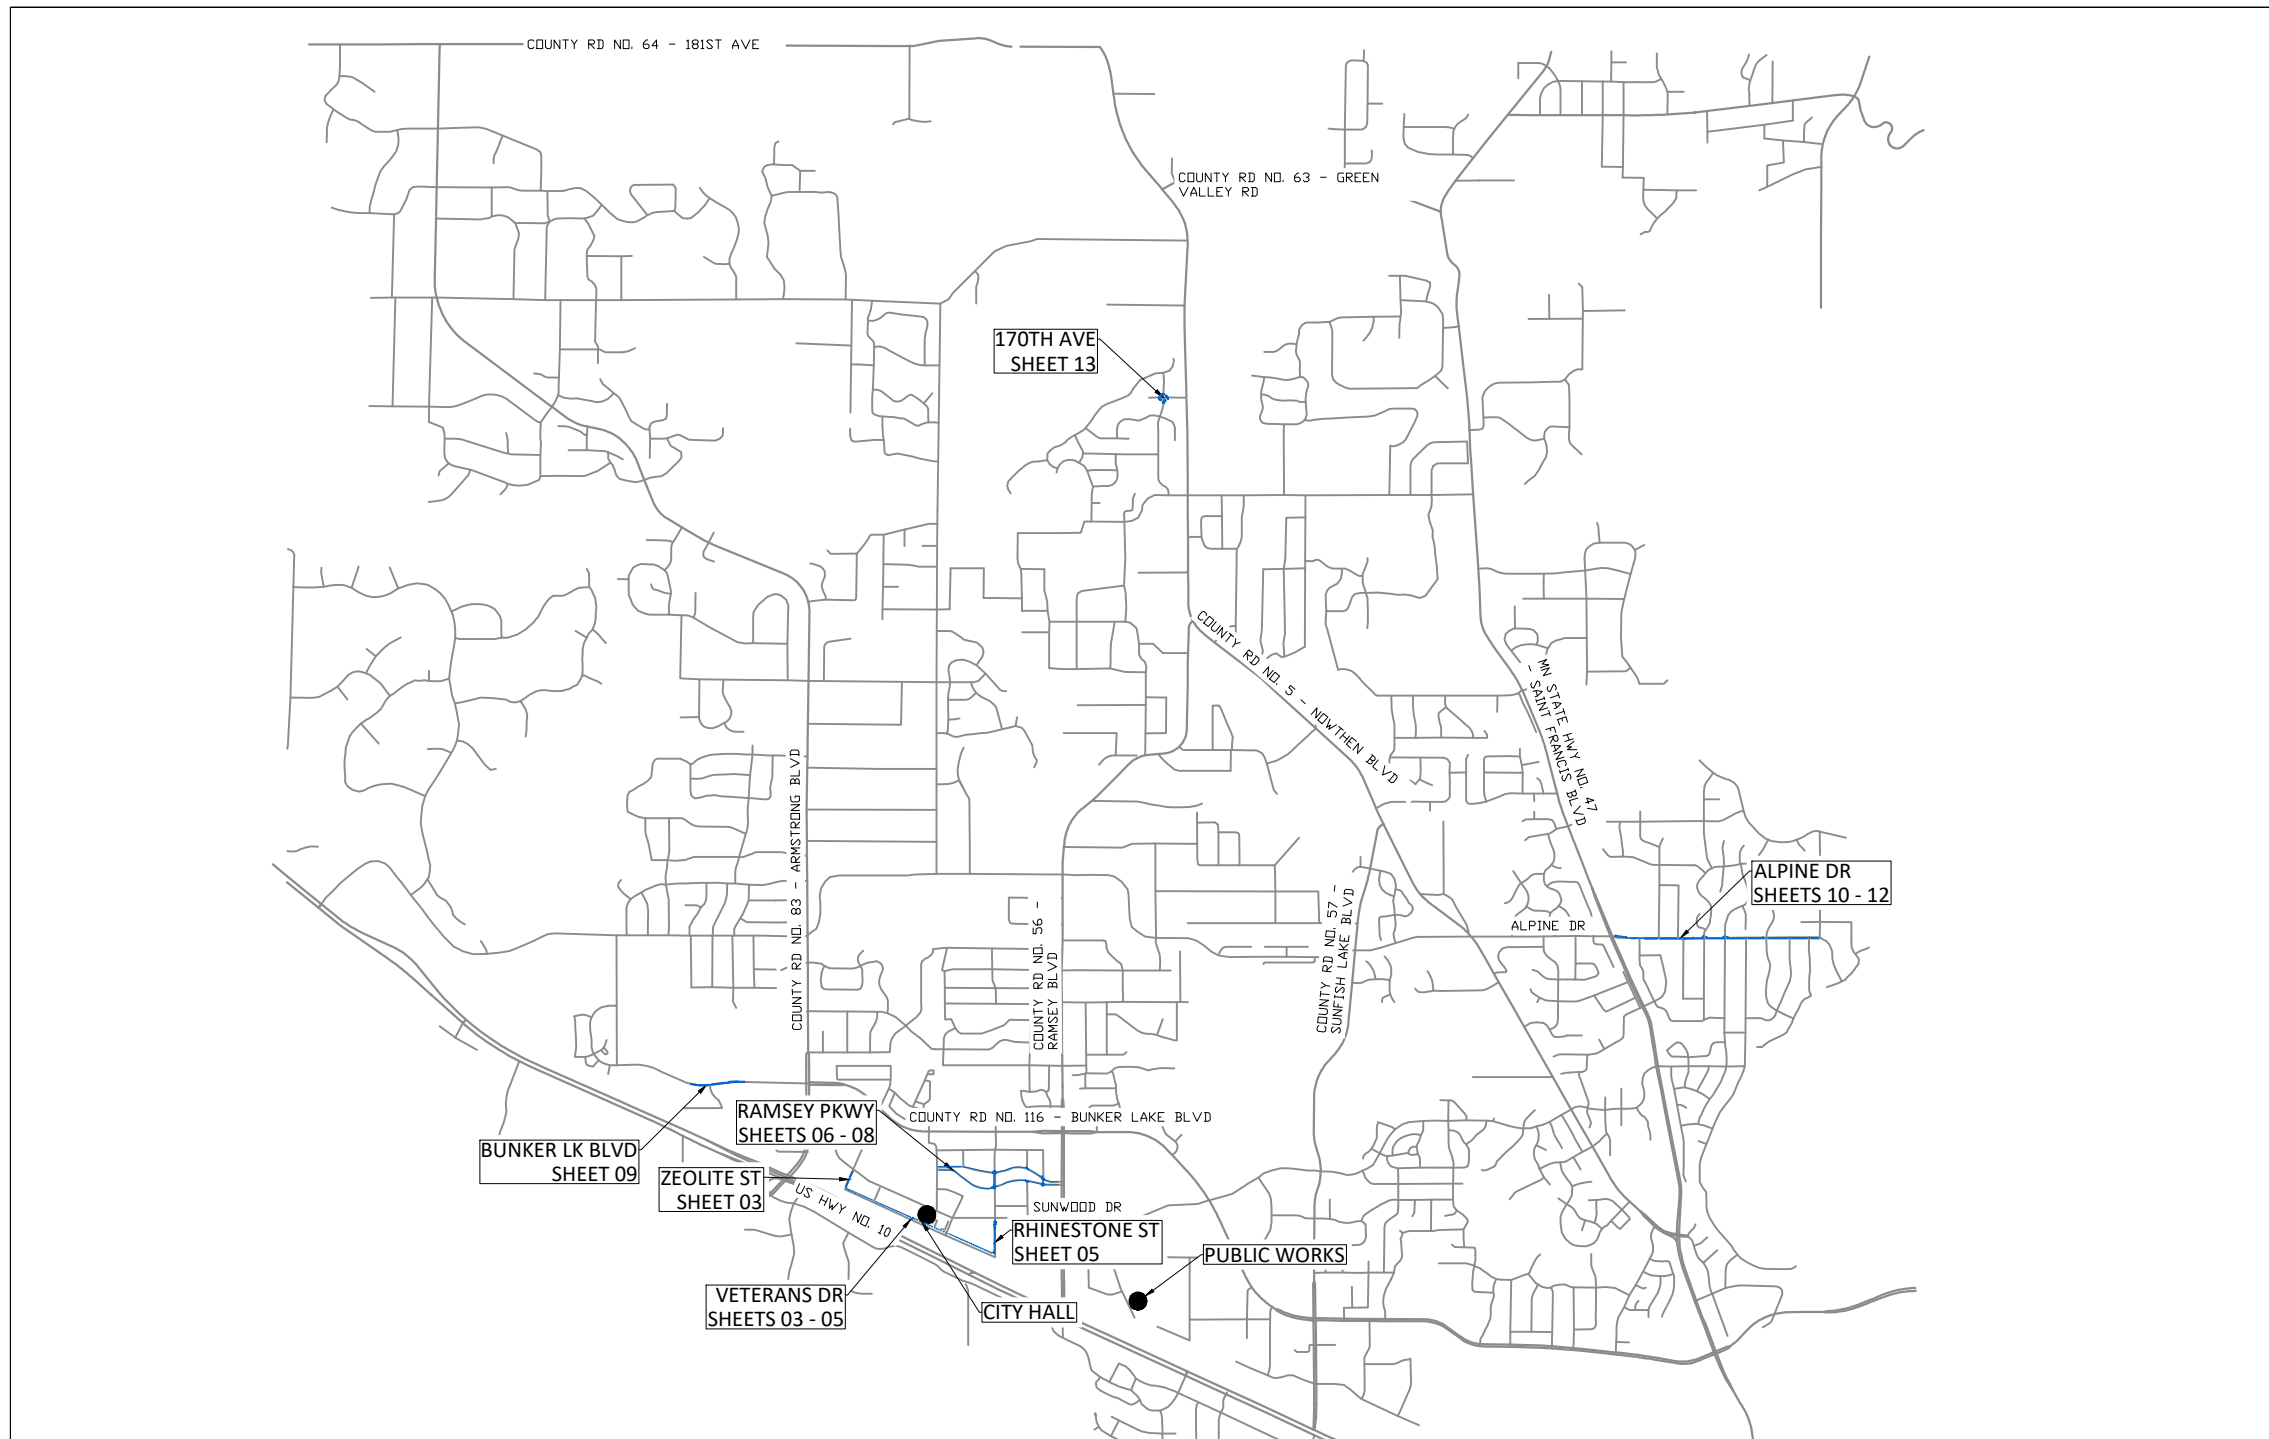 COUNTY RD NO. 64 - 181ST AVE
COUNTY RD NO. 63 - GREEN
VALLEY RD
170TH AVE
SHEET 13
COUNTY RD NO. 5 - NOWTHEN BLVD
MN STATE HWY NO. 47
- SAINT FRANCIS BLVD
COUNTY RD NO. 83 - ARMSTRONG BLVD
ALPINE DR
SHEETS 10 - 12
ALPINE DR
COUNTY RD NO. 56 -
RAMSEY BLVD
COUNTY RD NO. 57 -
SUNFISH LAKE BLVD
RAMSEY PKWY
SHEETS 06 - 08
COUNTY RD NO. 116 - BUNKER LAKE BLVD
BUNKER LK BLVD
SHEET 09
ZEOLITE ST
SHEET 03
US HWY NO. 10
SUNWOOD DR
RHINESTONE ST
SHEET 05
PUBLIC WORKS
VETERANS DR
SHEETS 03 - 05
CITY HALL